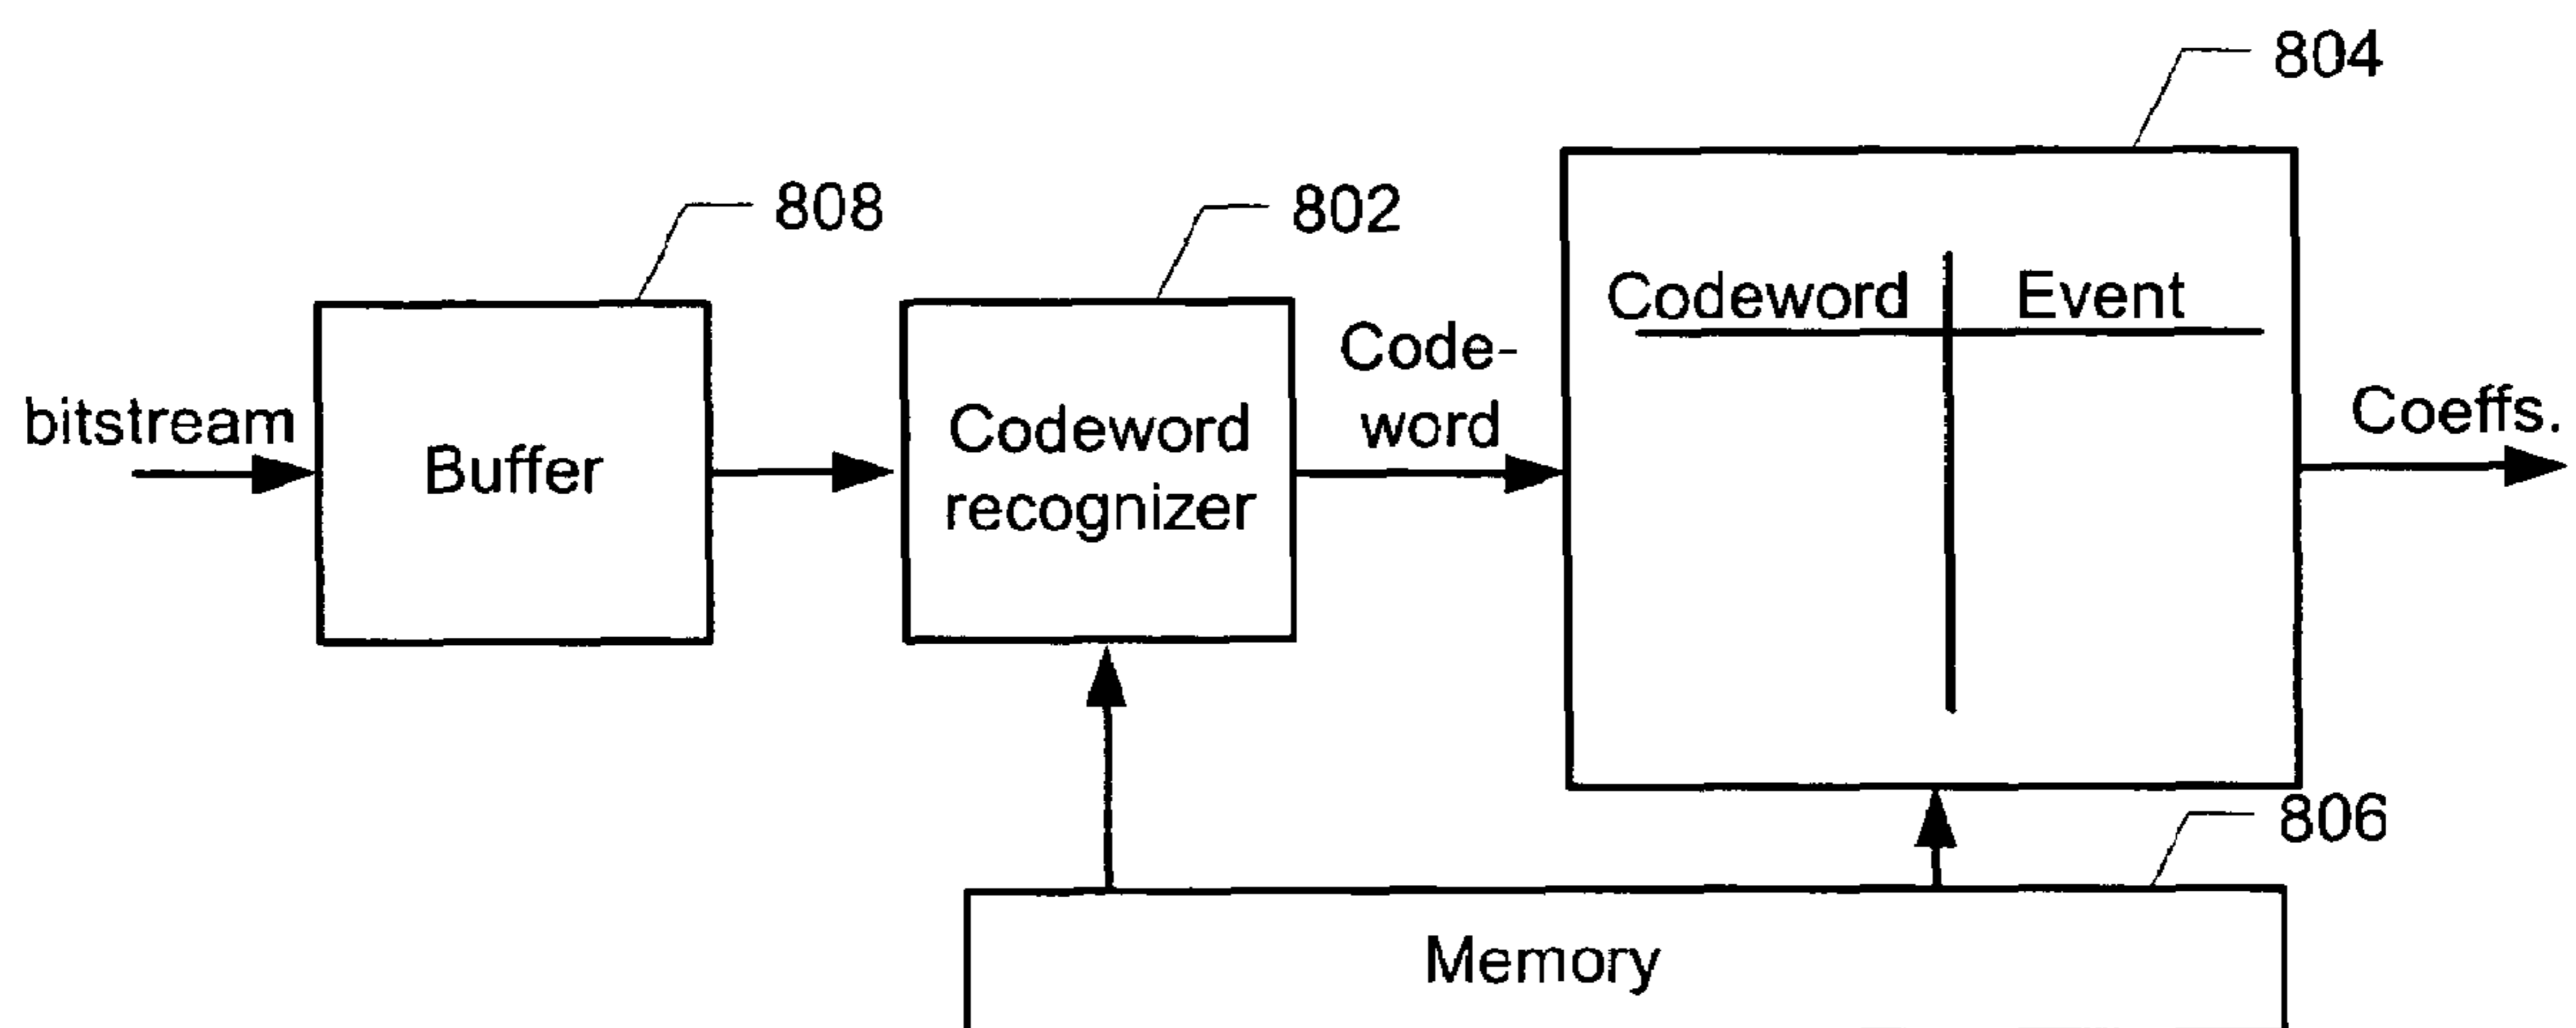 804
808
802
Codeword Event
Code-
word
bitstream
Buffer
Codeword
recognizer
Coeffs.
806
Memory